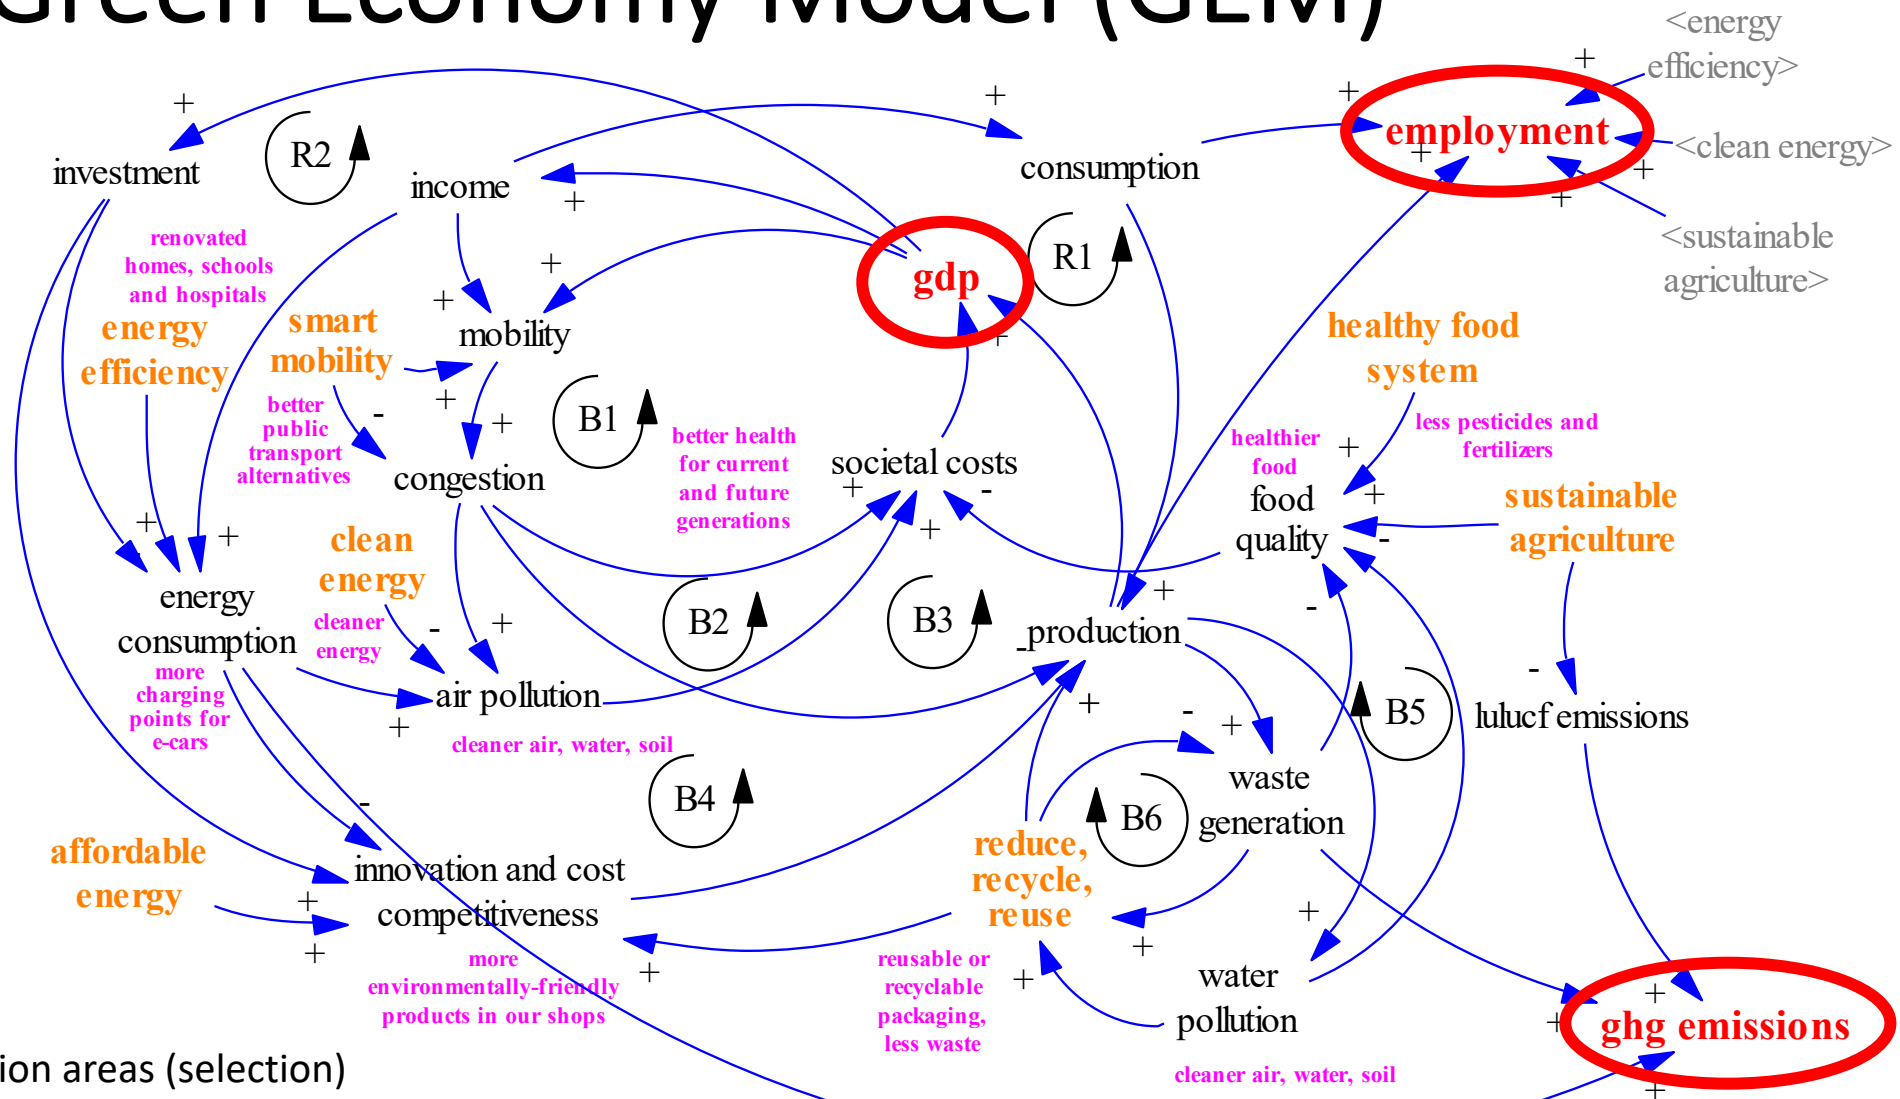 Green Economy Model (GEM)
<energy
efficiency>
+
+
+
+
employment
<clean energy>
+
+
+
<sustainable
agriculture>
investment
R2
income
+
consumption
renovated
homes, schools
and hospitals
+
+
gdp
R1
energy
efficiency
smart
mobility
mobility
+
healthy food
system
better
public
transport
alternatives
-
+
+
B1
better health
for current
and future
generations
societal costs
+
-
+
healthier
food
food
quality
+
less pesticides and
fertilizers
+
-
sustainable
agriculture
congestion
+
-
+
clean
energy
energy
consumption
cleaner
energy
-
+
B2
B3
-
production
+
-
more
charging
points for
e-cars
air pollution
+
cleaner air, water, soil
+
-
+
B5
-
lulucf emissions
B4
waste
generation
B6
-
affordable
energy
innovation and cost
competitiveness
+
+
reduce,
recycle,
reuse
+
+
more
environmentally-friendly
products in our shops
+
reusable or
recyclable
packaging,
less waste
+
water
pollution
cleaner air, water, soil
+
+
ghg emissions
+
ion areas (selection)